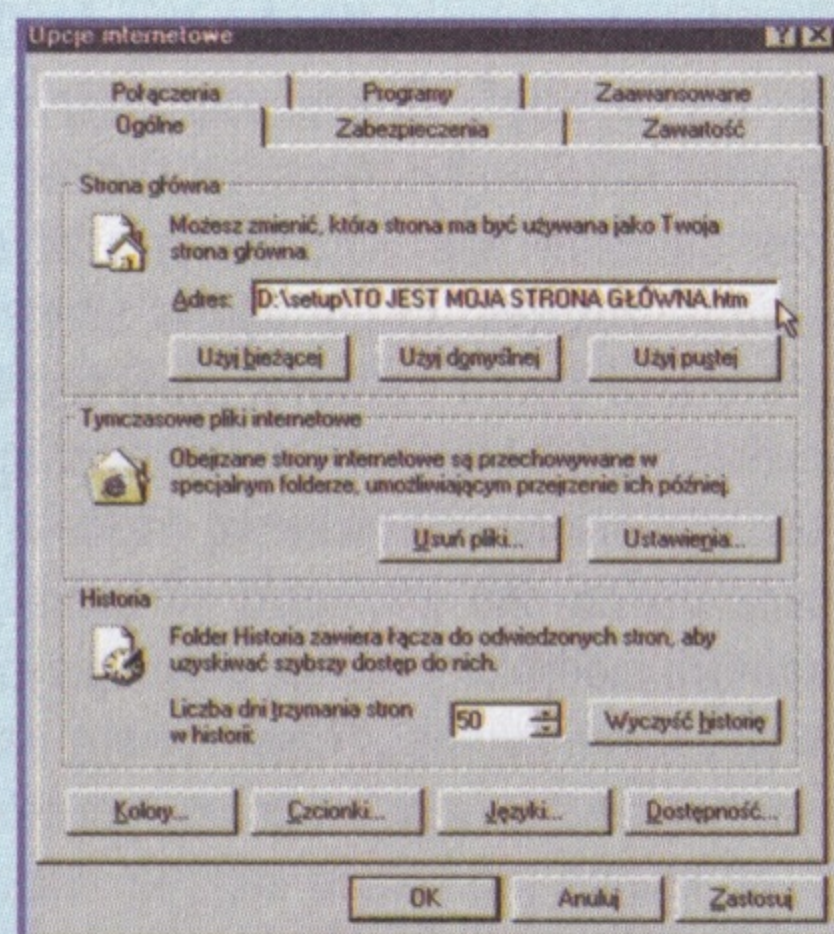 Upcje internetowe
Połączenia Programy Zaawansowane
Ogólne Zabezpieczenia Zawartość
Strona główna
Możesz zmienić, która strona ma być używana jako Twoja
strona główna.
Adres: D:\setup\TO JEST MOJA STRONA GŁÓWNA.htm
Użyj bieżącej Użyj domyślnej Użyj pustej
Tymczasowe pliki internetowe
Obejrzane strony internetowe są przechowywane w
specjalnym folderze, umożliwiającym przejrzenie ich później.
Usuń pliki... Ustawienia...
Historia
Folder Historia zawiera łącza do odwiedzonych stron, aby
uzyskiwać szybszy dostęp do nich.
Liczba dni trzymania stron
w historii: 50 Wyczyść historię
Kolory... Czcionki... Języki... Dostępność...
OK Anuluj Zastosuj